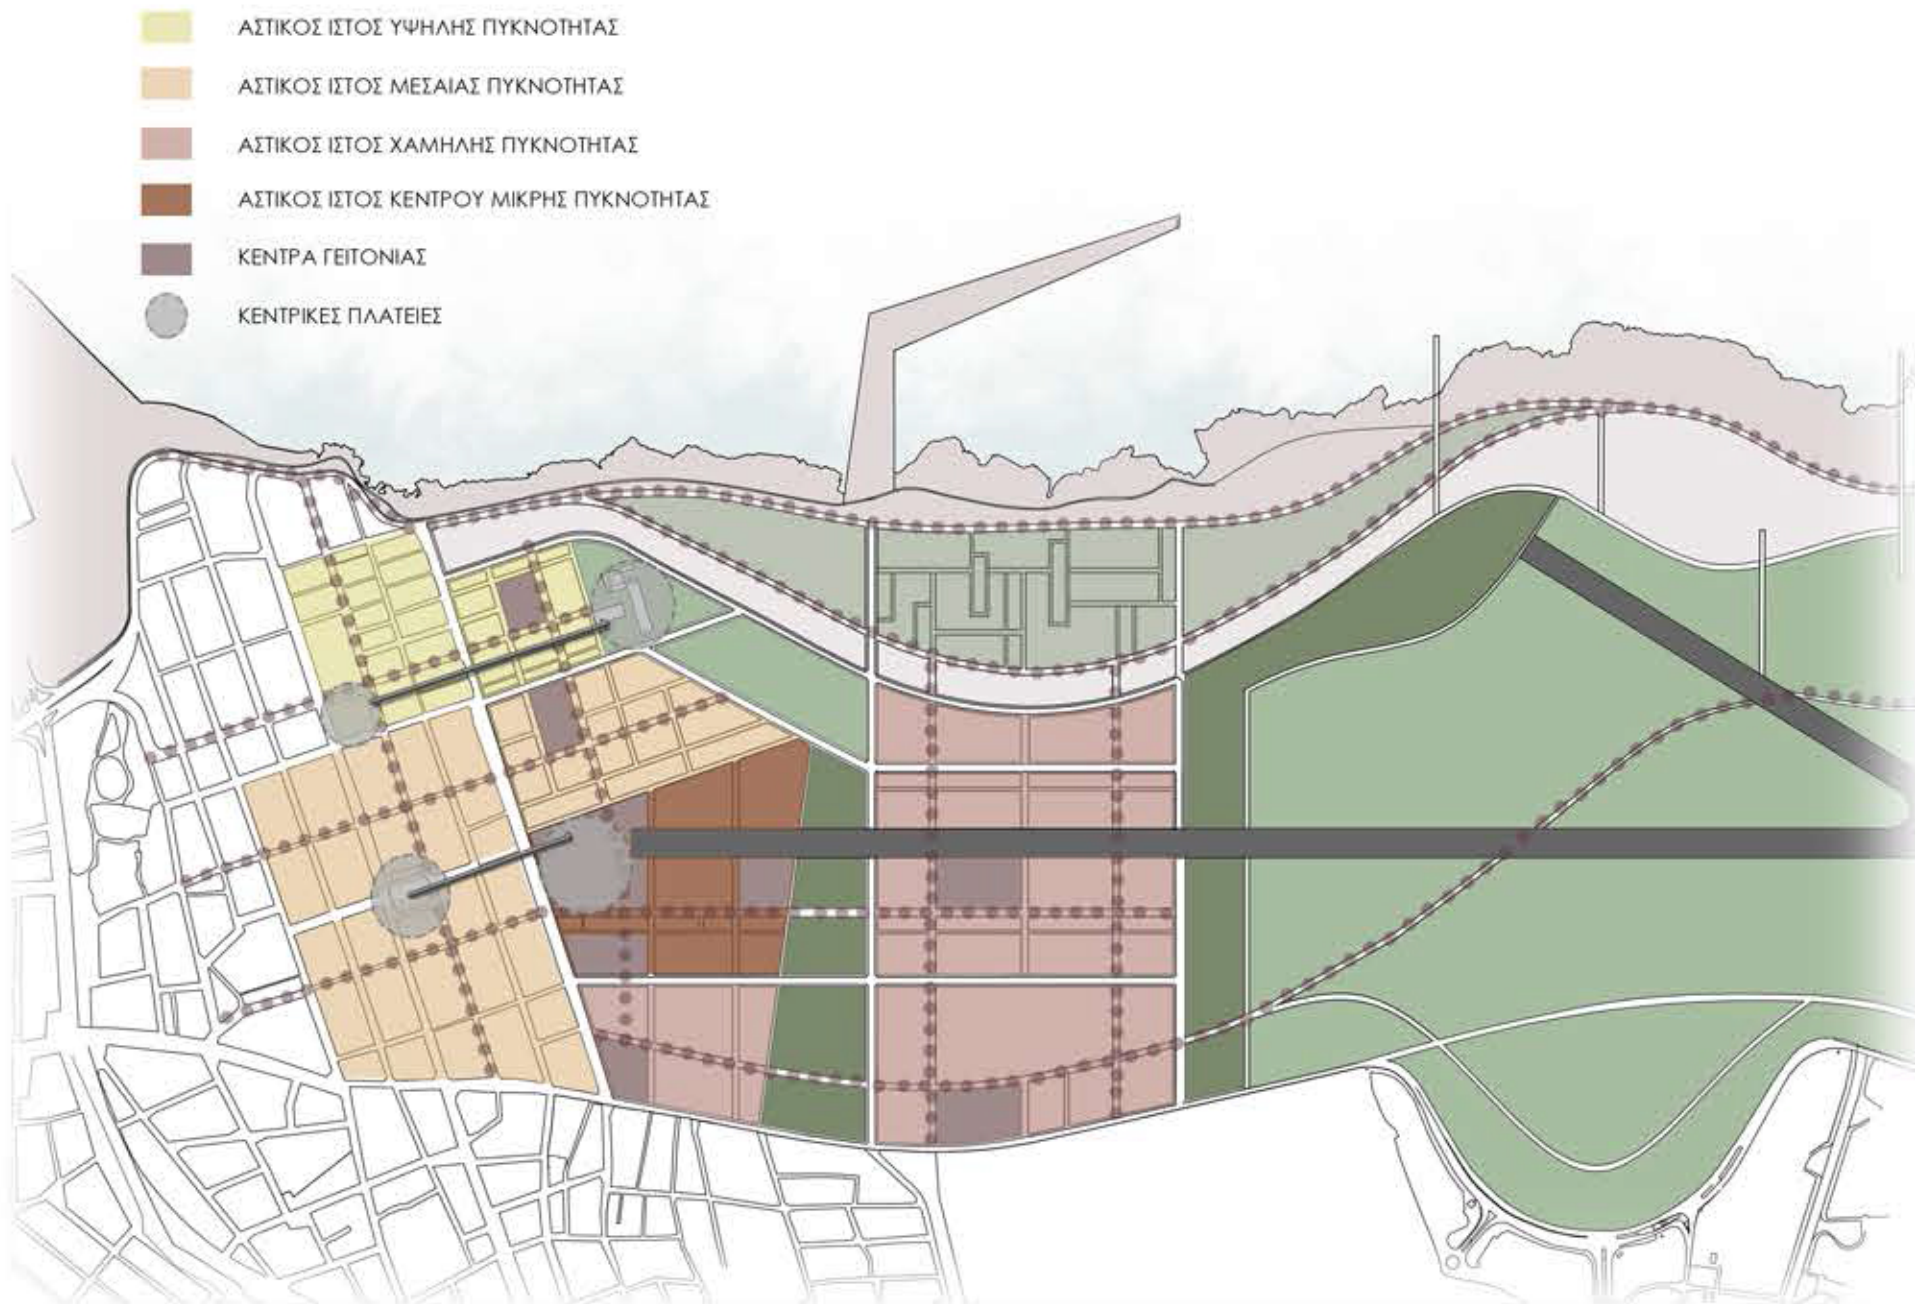 ΑΣΤΙΚΟΣ ΙΣΤΟΣ ΥΨΗΛΗΣ ΠΥΚΝΟΤΗΤΑΣ
ΑΣΤΙΚΟΣ ΙΣΤΟΣ ΜΕΣΑΙΑΣ ΠΥΚΝΟΤΗΤΑΣ
ΑΣΤΙΚΟΣ ΙΣΤΟΣ ΧΑΜΗΛΗΣ ΠΥΚΝΟΤΗΤΑΣ
ΑΣΤΙΚΟΣ ΙΣΤΟΣ ΚΕΝΤΡΟΥ ΜΙΚΡΗΣ ΠΥΚΝΟΤΗΤΑΣ
ΚΕΝΤΡΑ ΓΕΙΤΟΝΙΑΣ
ΚΕΝΤΡΙΚΕΣ ΠΛΑΤΕΙΕΣ